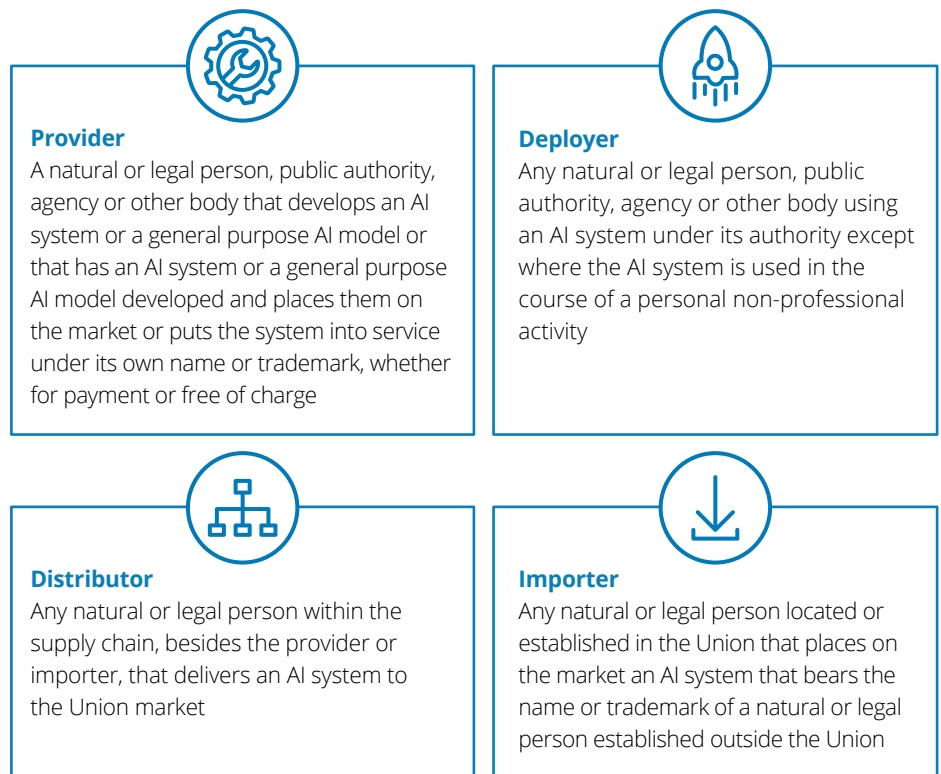 Provider
A natural or legal person, public authority,
agency or other body that develops an AI
system or a general purpose AI model or
that has an AI system or a general purpose
AI model developed and places them on
the market or puts the system into service
under its own name or trademark, whether
for payment or free of charge
Deployer
Any natural or legal person, public
authority, agency or other body using
an AI system under its authority except
where the AI system is used in the
course of a personal non-professional
activity
Distributor
Any natural or legal person within the
supply chain, besides the provider or
importer, that delivers an AI system to
the Union market
Importer
Any natural or legal person located or
established in the Union that places on
the market an AI system that bears the
name or trademark of a natural or legal
person established outside the Union